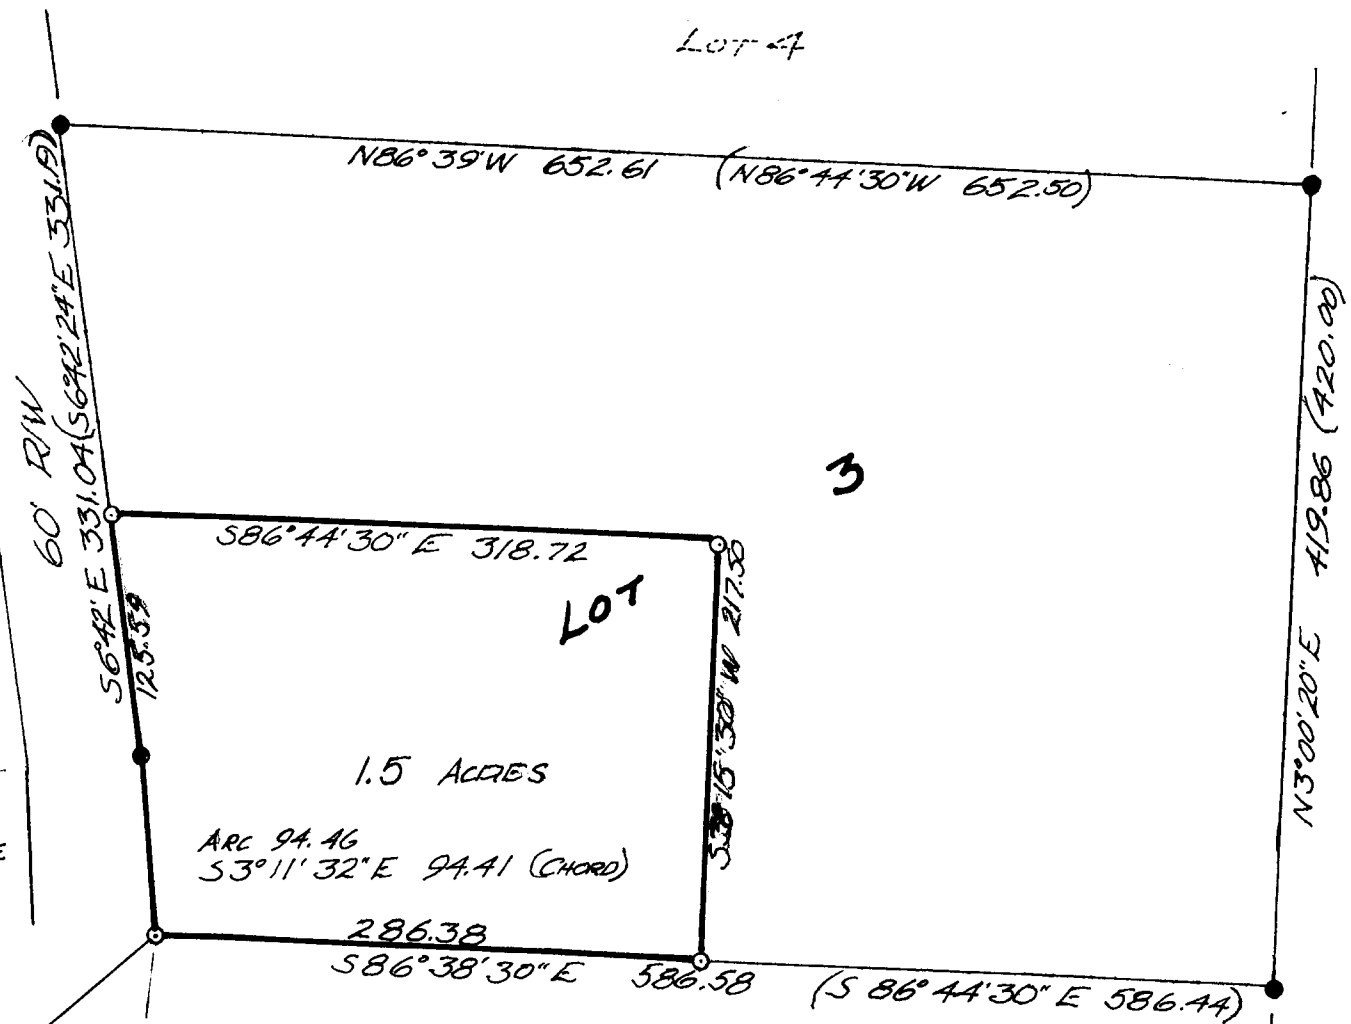 LOT 4
N86°39'W 652.61 (N86°44'30"W 652.50)
S6°42'E 331.04 (S6°42'24"E 331.19)
60' R/W
125.59
S86°44'30"E 318.72
217.50
LOT
3
N3°00'20"E 419.86 (420.00)
1.5 ACRES
ARC 94.46
S3°11'32"E 94.41 (CHORD)
286.38
S86°38'30"E 586.58 (S 86°44'30"E 586.44)
E